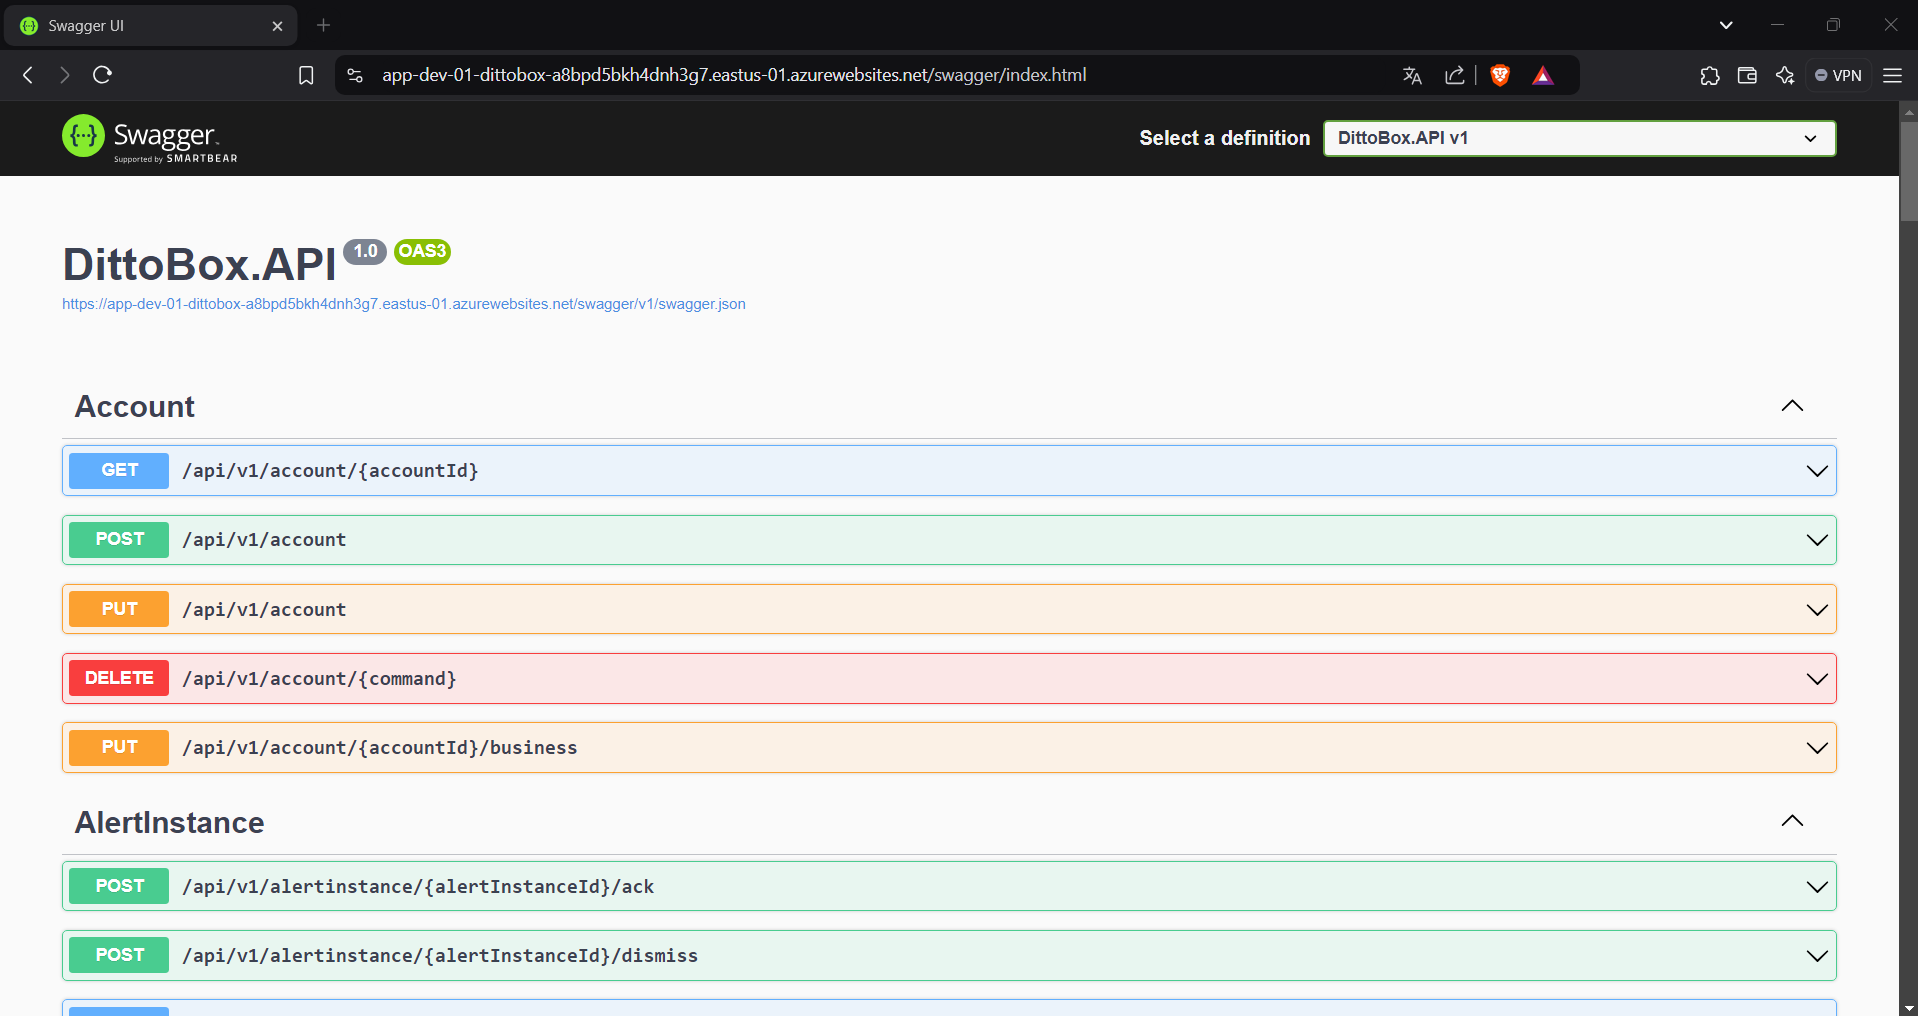 Swagger UI
app-dev-01-dittobox-a8bpd5bkh4dnh3g7.eastus-01.azurewebsites.net/swagger/index.html
VPN
Swagger
Supported by SMARTBEAR
Select a definition
DittoBox.API v1
DittoBox.API 1.0 OAS3
https://app-dev-01-dittobox-a8bpd5bkh4dnh3g7.eastus-01.azurewebsites.net/swagger/v1/swagger.json
Account
GET /api/v1/account/{accountId}
POST /api/v1/account
PUT /api/v1/account
DELETE /api/v1/account/{command}
PUT /api/v1/account/{accountId}/business
AlertInstance
POST /api/v1/alertinstance/{alertInstanceId}/ack
POST /api/v1/alertinstance/{alertInstanceId}/dismiss